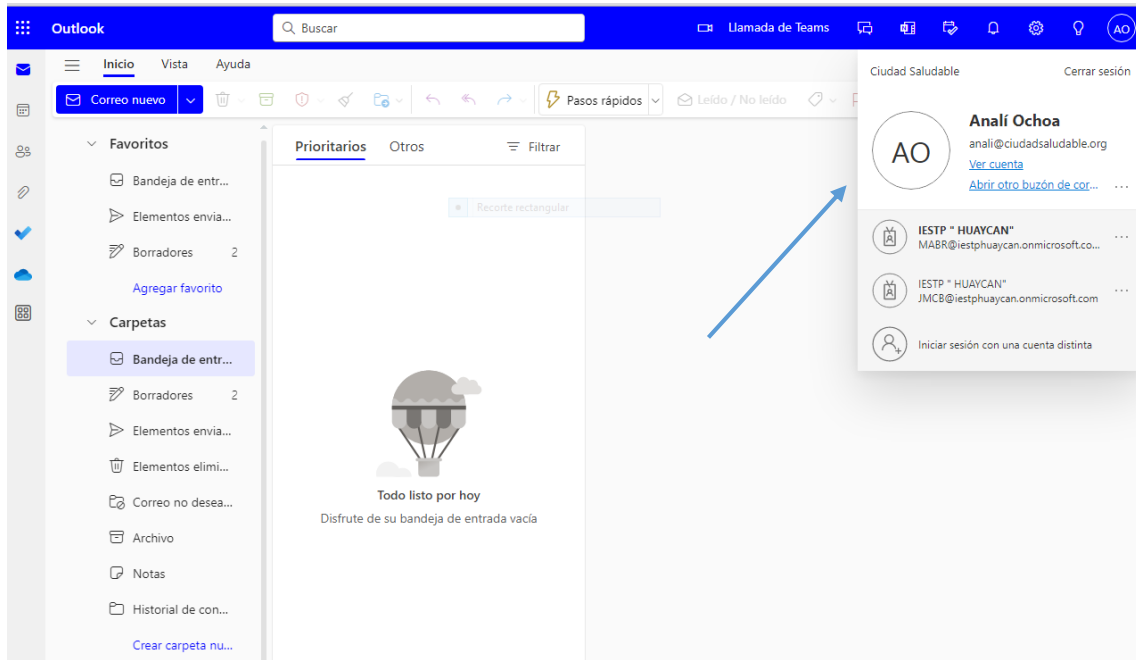 Outlook
Buscar
Llamada de Teams
AO
Inicio Vista Ayuda
Correo nuevo
Pasos rápidos
Leído / No leído
Favoritos
Bandeja de entr...
Elementos envia...
Borradores 2
Agregar favorito
Carpetas
Bandeja de entr...
Borradores 2
Elementos envia...
Elementos elimi...
Correo no desea...
Archivo
Notas
Historial de con...
Crear carpeta nu...
Prioritarios Otros Filtrar
Recorte rectangular
Todo listo por hoy
Disfrute de su bandeja de entrada vacía
Ciudad Saludable Cerrar sesión
AO
Analí Ochoa
anali@ciudadsaludable.org
Ver cuenta
Abrir otro buzón de cor... ...
IESTP " HUAYCAN" ...
MABR@iestphuaycan.onmicrosoft.co...
IESTP " HUAYCAN" ...
JMCB@iestphuaycan.onmicrosoft.com
Iniciar sesión con una cuenta distinta